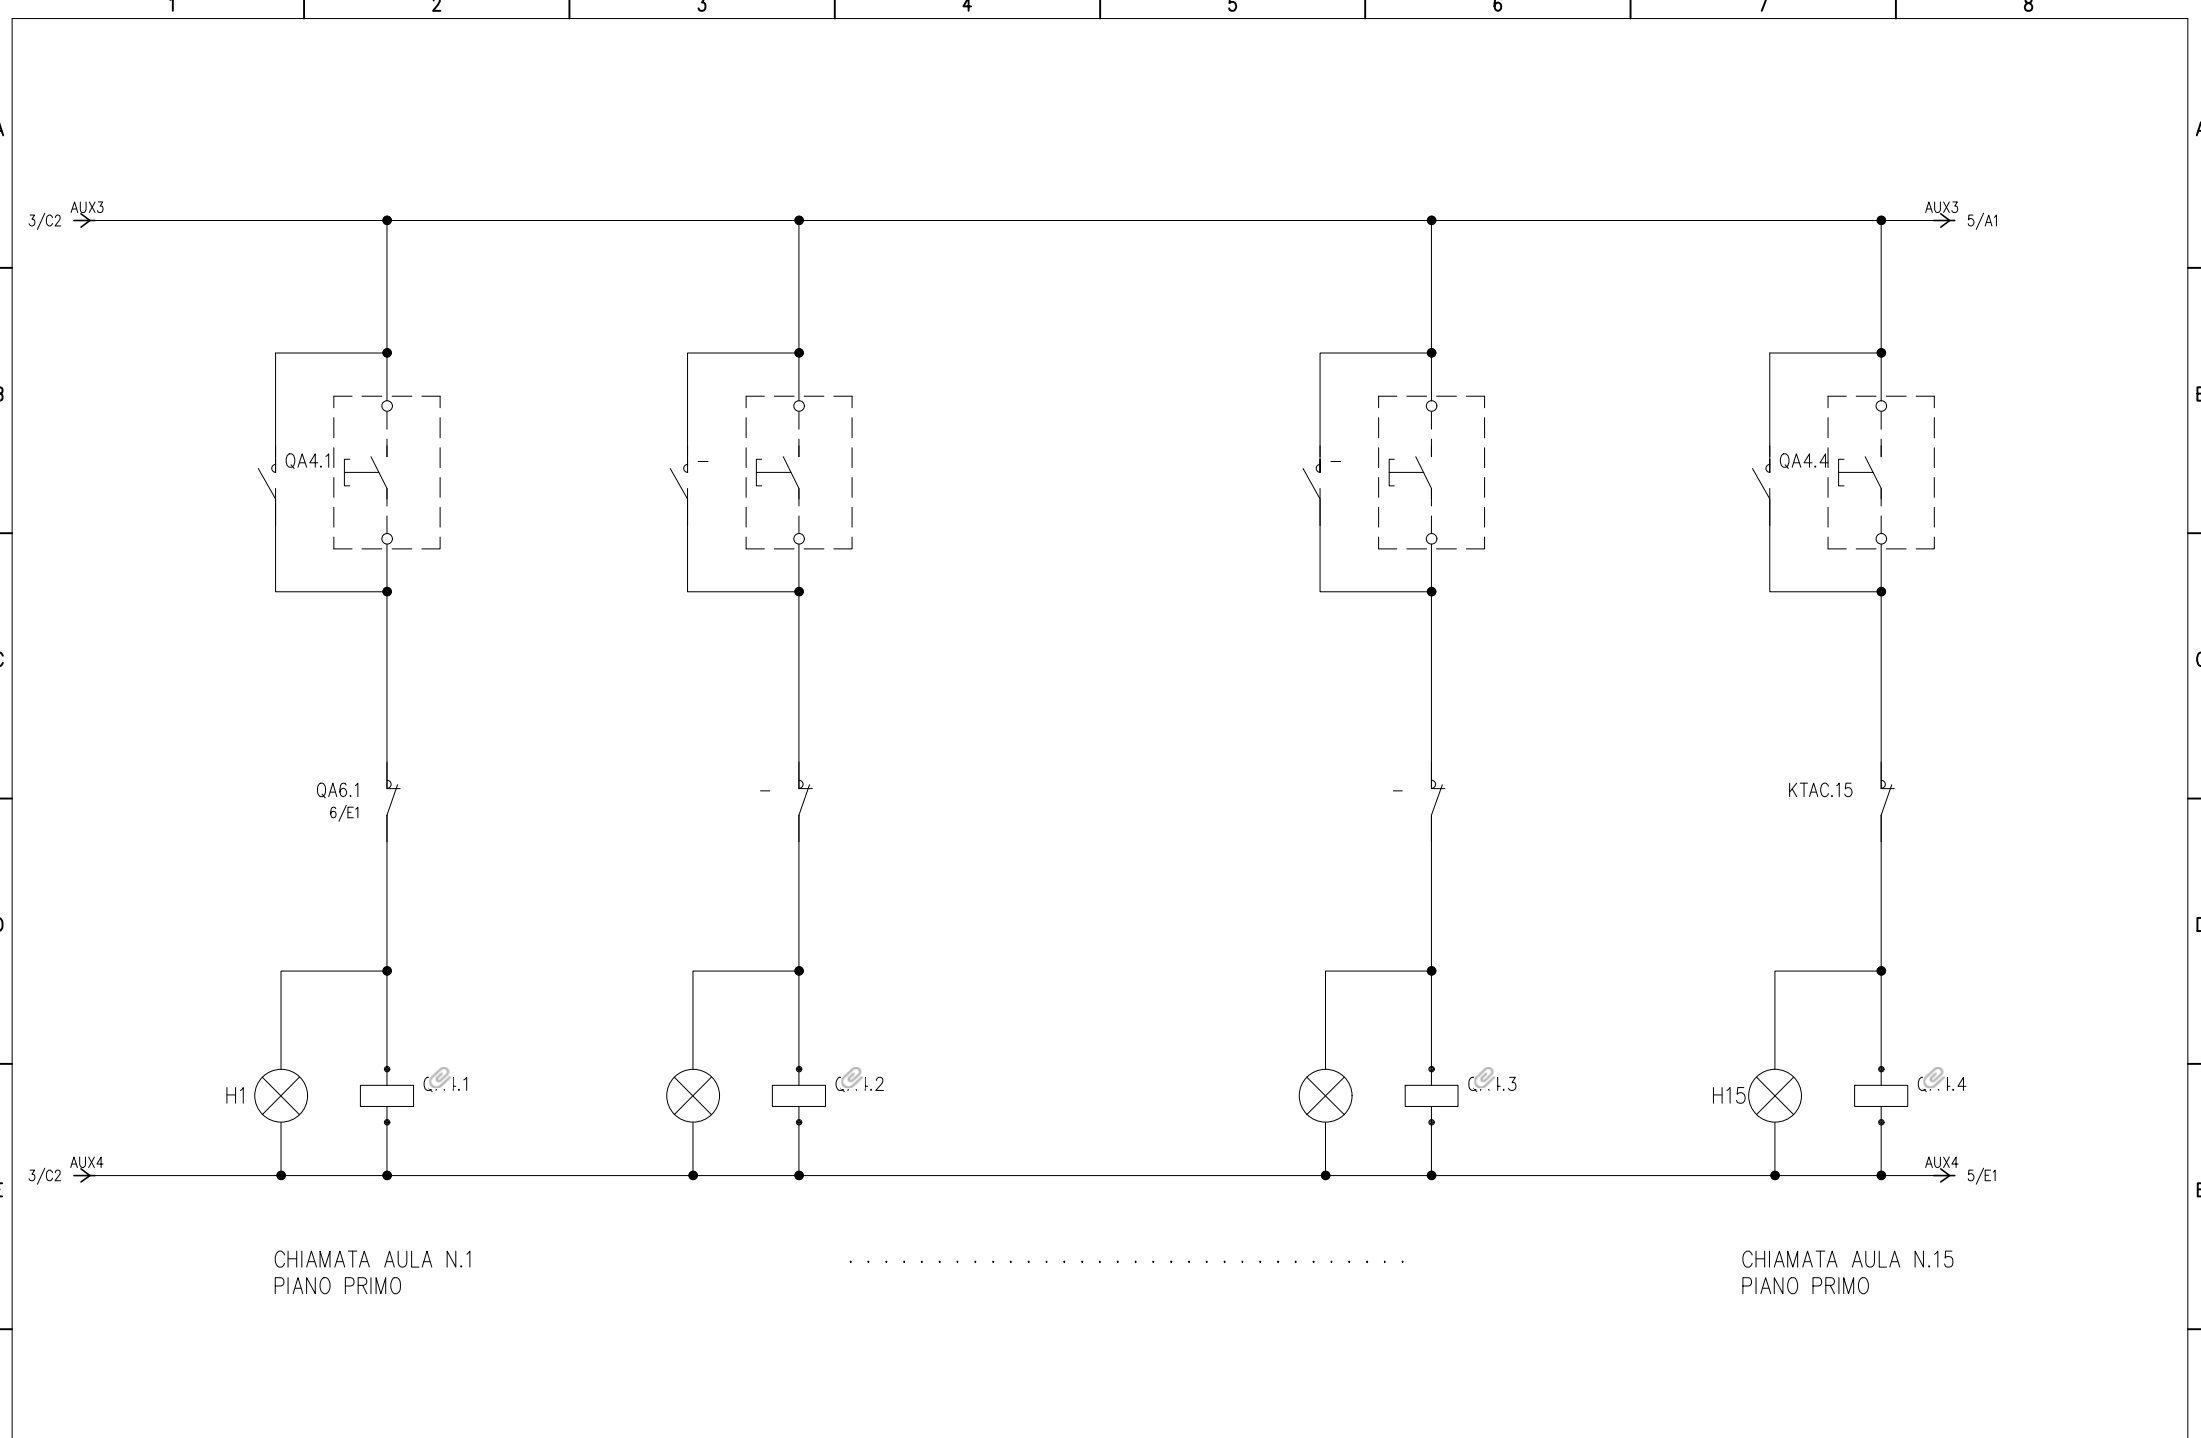 1 2 3 4 5 6 7 8
A A
3/C2 AUX3 AUX3 5/A1
QA4.1 – – QA4.4
QA6.1 – – KTAC.15
6/E1
H1 H15
3/C2 AUX4 AUX4 5/E1
CHIAMATA AULA N.1 CHIAMATA AULA N.15
PIANO PRIMO PIANO PRIMO